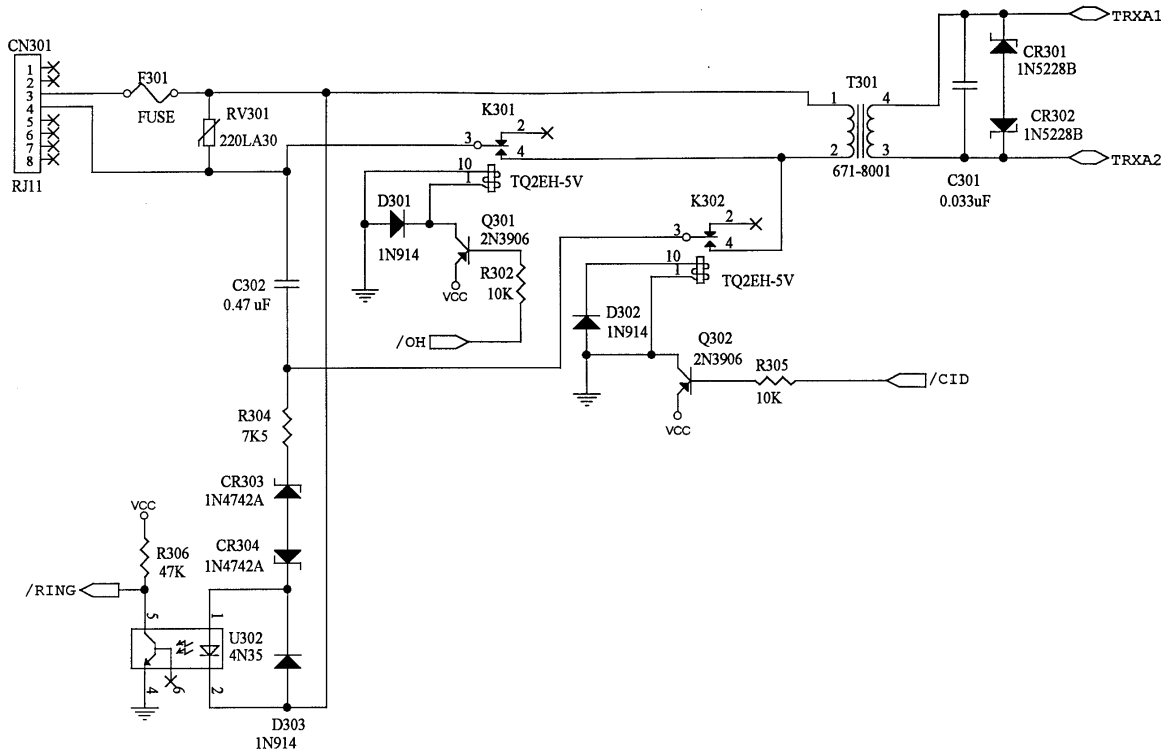 TRXA1
CN301
1
2
3
4
5
6
7
8
RJ11
F301
FUSE
RV301
220LA30
K301
3
2
4
10
1
TQ2EH-5V
T301
1
4
2
3
671-8001
CR301
1N5228B
CR302
1N5228B
TRXA2
C301
0.033uF
D301
1N914
Q301
2N3906
VCC
R302
10K
/OH
K302
3
2
4
10
1
TQ2EH-5V
C302
0.47 uF
D302
1N914
Q302
2N3906
R305
10K
/CID
VCC
R304
7K5
CR303
1N4742A
VCC
R306
47K
CR304
1N4742A
/RING
5
1
U302
4N35
4
6
2
D303
1N914